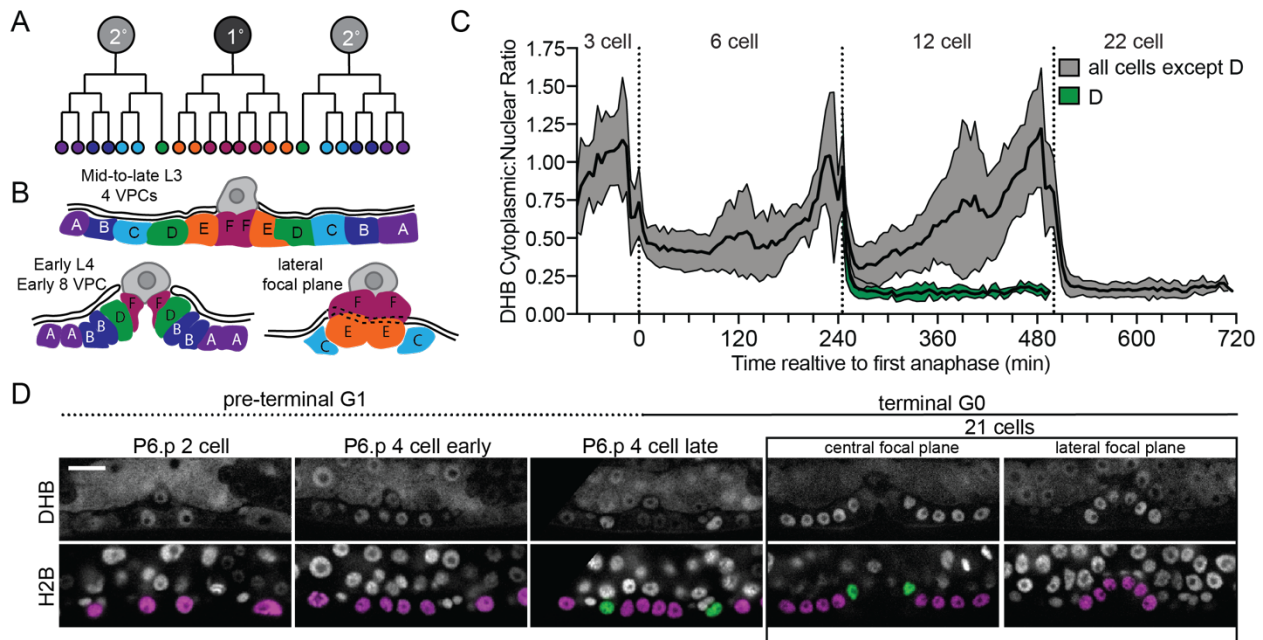 A
2° 1° 2°
B
Mid-to-late L3
4 VPCs
A B C D E F F E D C B A
Early L4
Early 8 VPC
A A B B D F F D B B A A
lateral
focal plane
F F
C E E C
C
3 cell 6 cell 12 cell 22 cell
DHB Cytoplasmic:Nuclear Ratio
1.75
1.50
1.25
1.00
0.75
0.50
0.25
0.00
0 120 240 360 480 600 720
Time realtive to first anaphase (min)
all cells except D
D
D
pre-terminal G1 terminal G0
21 cells
P6.p 2 cell P6.p 4 cell early P6.p 4 cell late central focal plane lateral focal plane
DHB
H2B